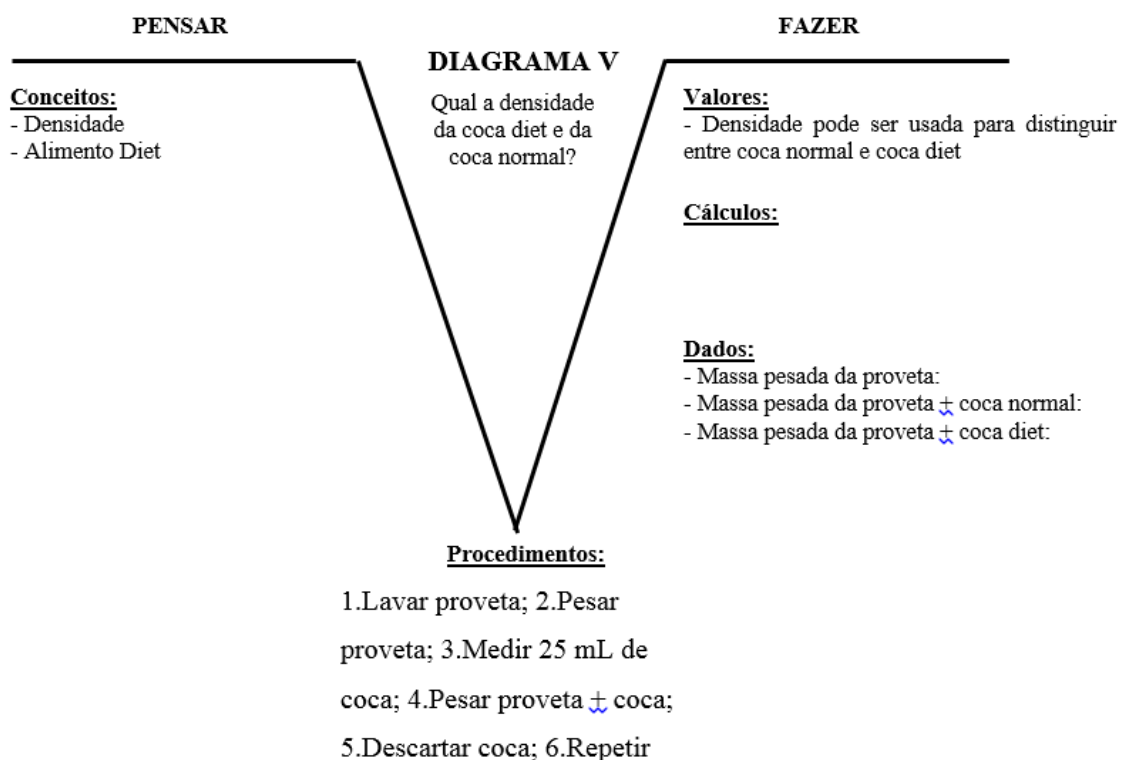 PENSAR
FAZER
DIAGRAMA V
Qual a densidade
da coca diet e da
coca normal?
Conceitos:
- Densidade
- Alimento Diet
Valores:
- Densidade pode ser usada para distinguir
entre coca normal e coca diet
Cálculos:
Dados:
- Massa pesada da proveta:
- Massa pesada da proveta + coca normal:
- Massa pesada da proveta + coca diet:
Procedimentos:
1.Lavar proveta; 2.Pesar
proveta; 3.Medir 25 mL de
coca; 4.Pesar proveta + coca;
5.Descartar coca; 6.Repetir